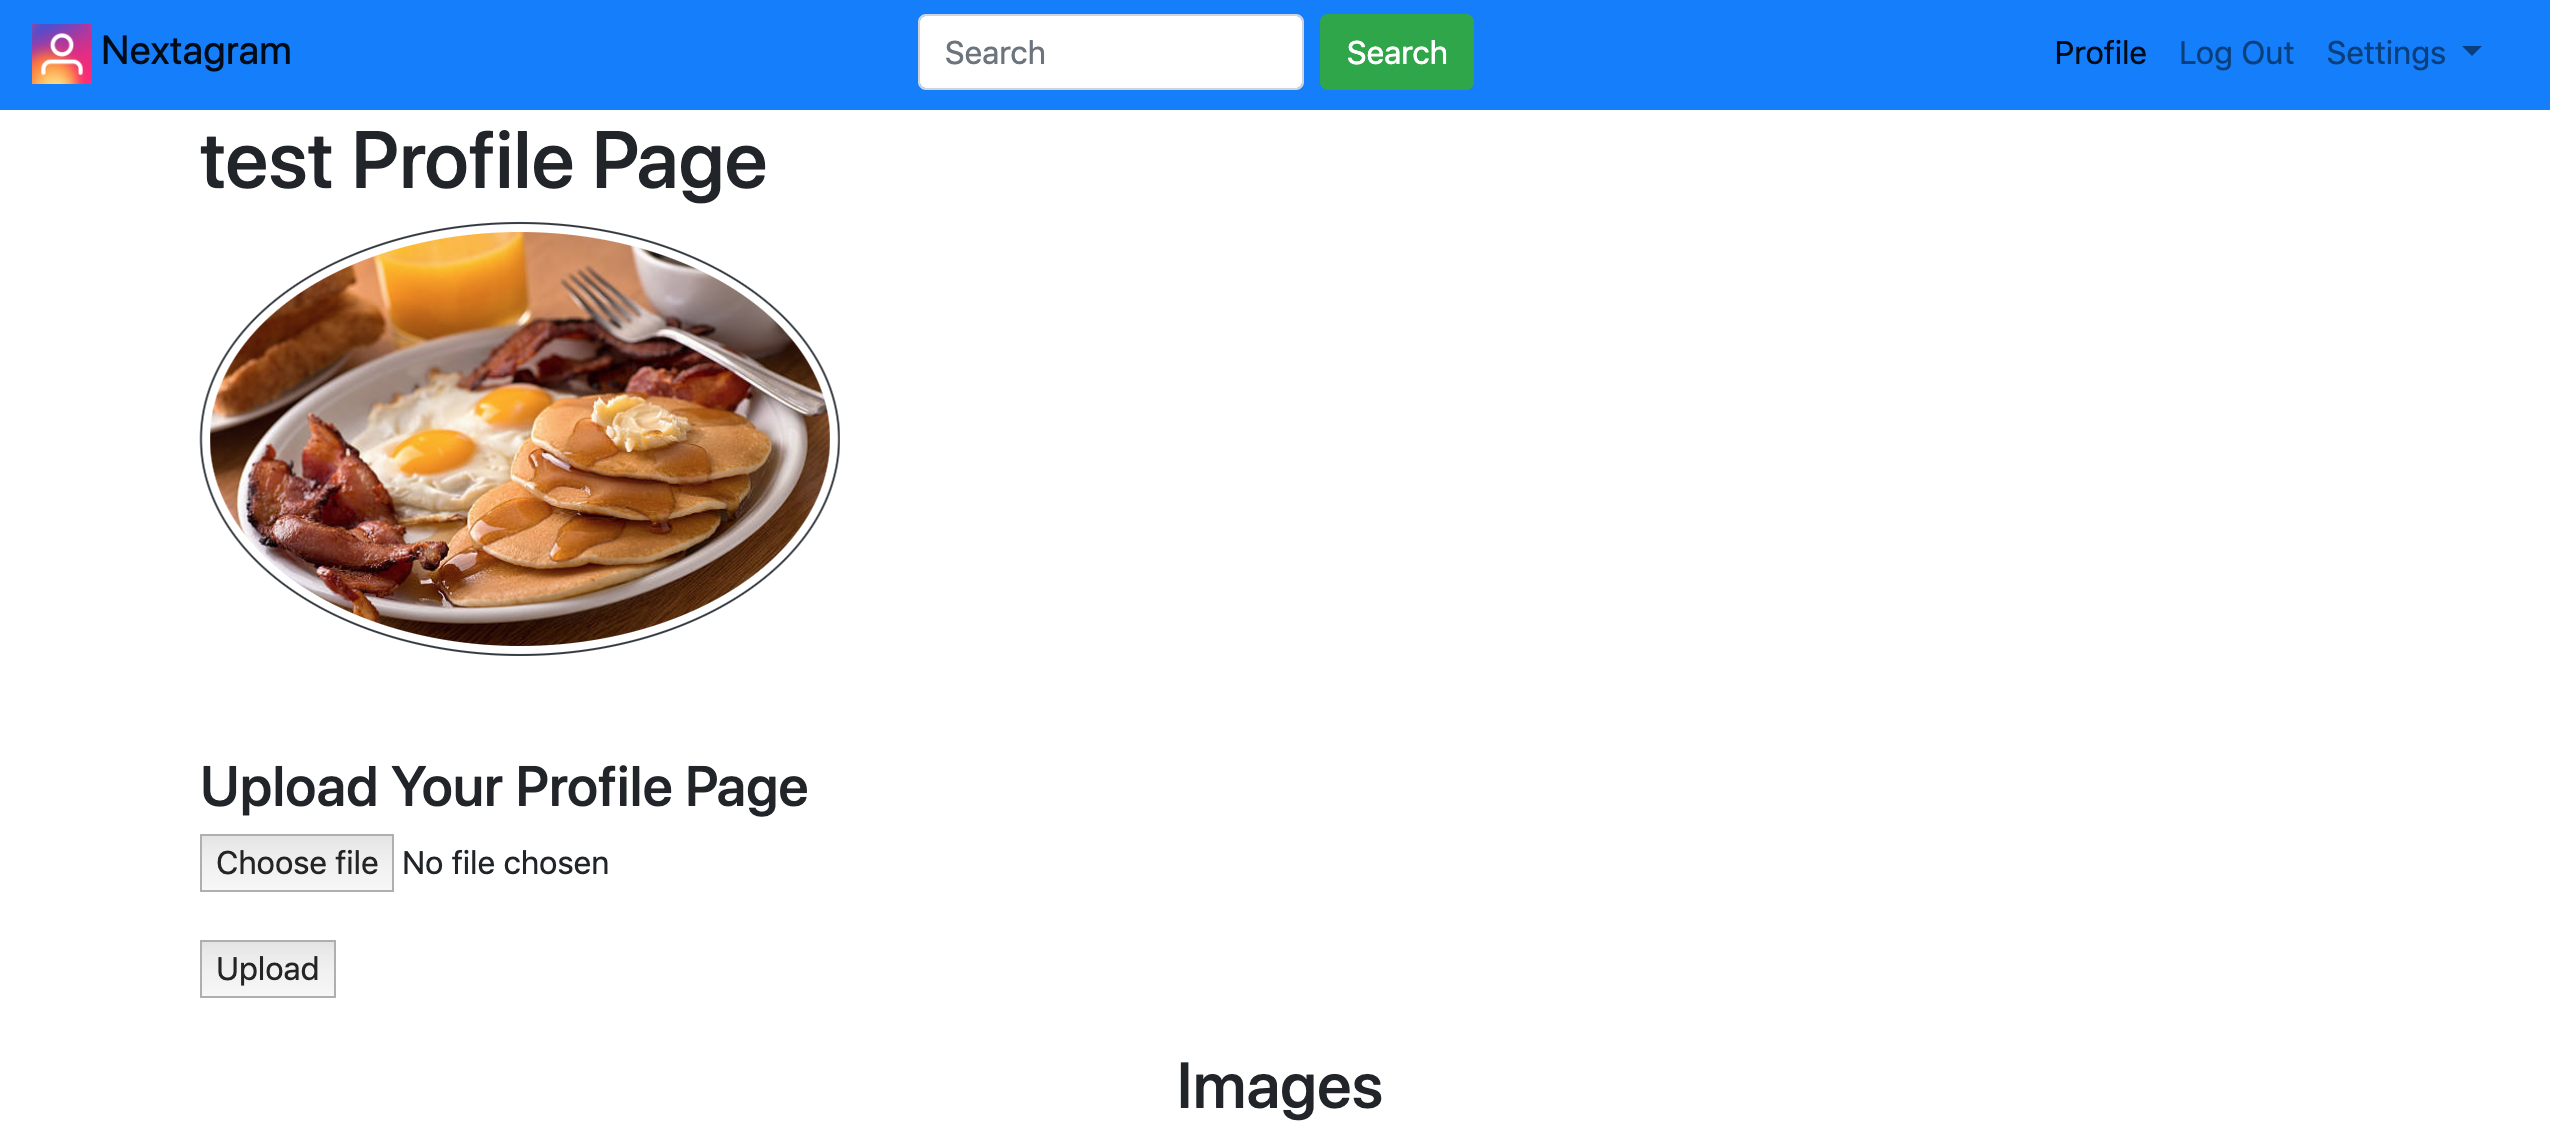 Nextagram
Search Search
Profile Log Out Settings
test Profile Page
Upload Your Profile Page
Choose file No file chosen
Upload
Images